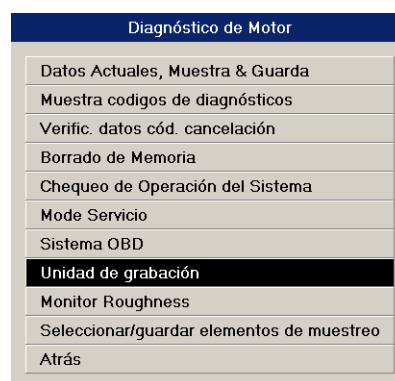 Diagnóstico de Motor
Datos Actuales, Muestra & Guarda
Muestra codigos de diagnósticos
Verific. datos cód. cancelación
Borrado de Memoria
Chequeo de Operación del Sistema
Mode Servicio
Sistema OBD
Unidad de grabación
Monitor Roughness
Seleccionar/guardar elementos de muestreo
Atrás